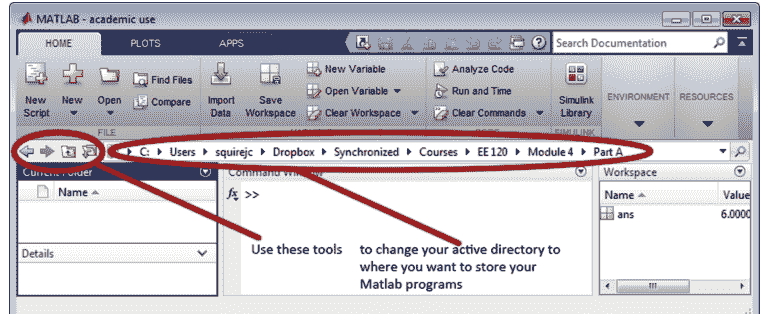 MATLAB - academic use
HOME PLOTS APPS Search Documentation
New Script
New
Open
Find Files
Compare
Import Data
Save Workspace
New Variable
Open Variable
Clear Workspace
Analyze Code
Run and Time
Clear Commands
Simulink Library
ENVIRONMENT
RESOURCES
FILE
SIMULINK
C: Users squirejc Dropbox Synchronized Courses EE 120 Module 4 Part A
Current Folder
Name
Details
Command Window
fx >>
Workspace
Name Value
ans 6.0000
Use these tools
to change your active directory to
where you want to store your
Matlab programs